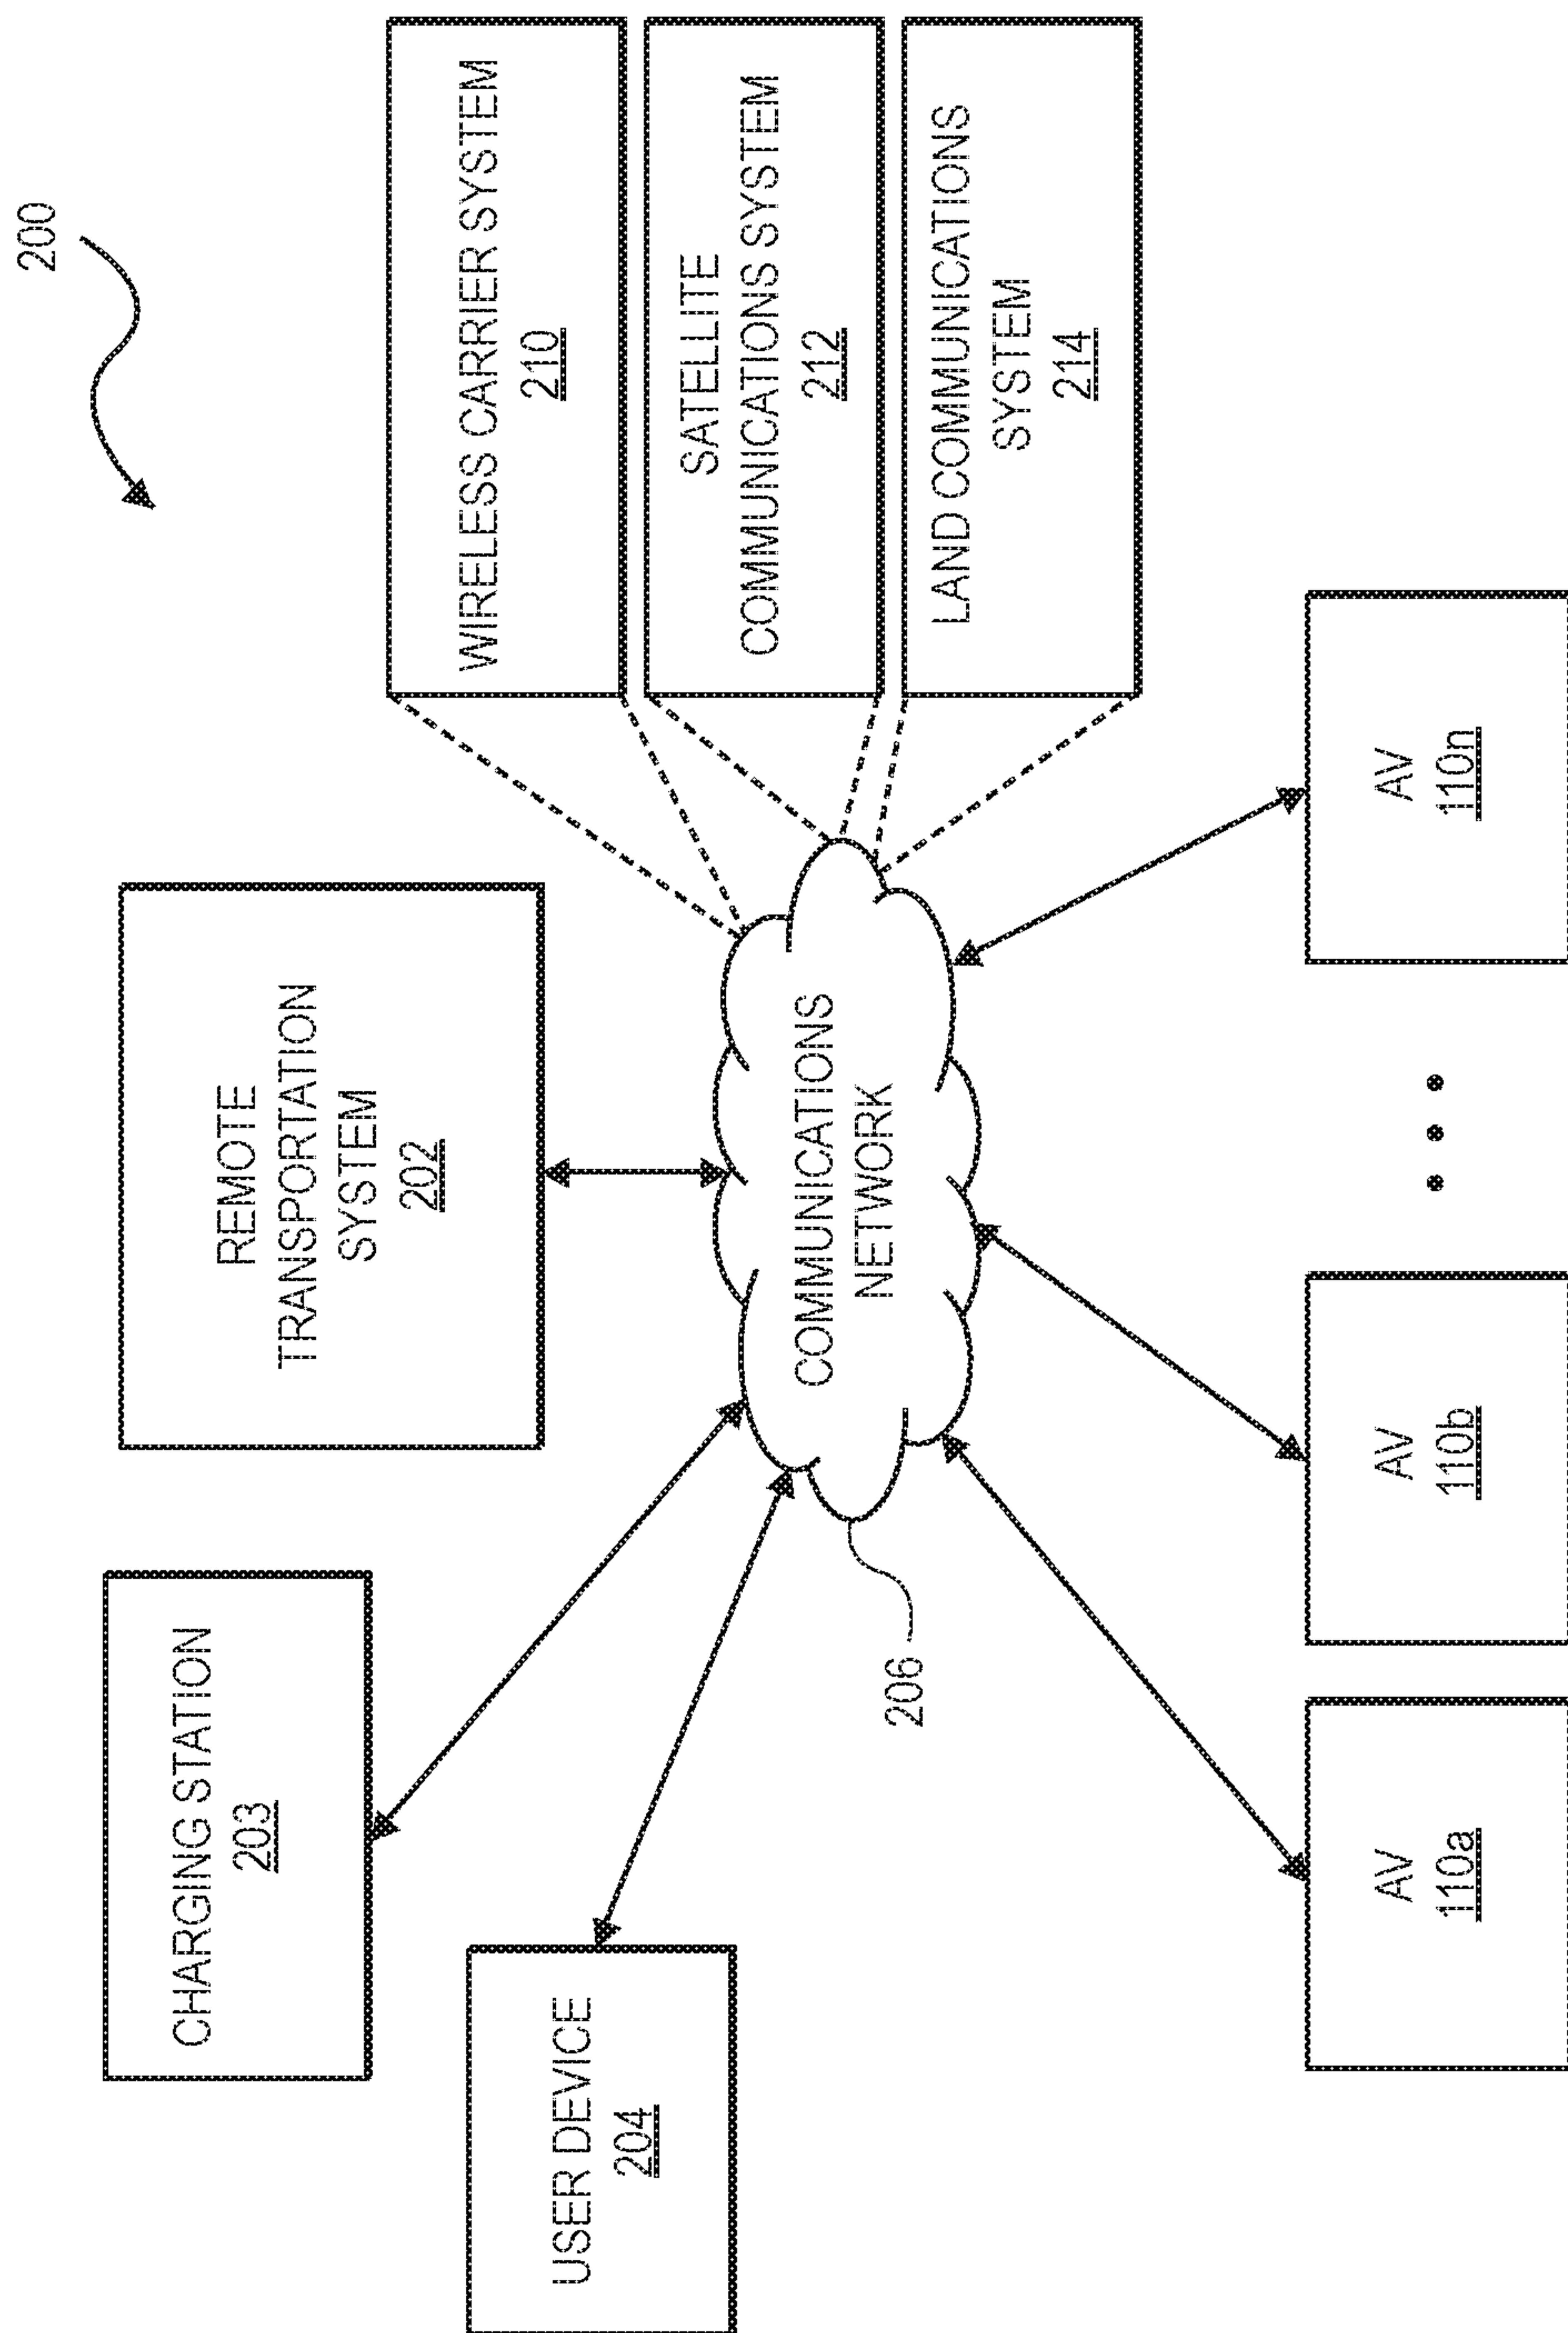 200
CHARGING STATION
203
REMOTE
TRANSPORTATION
SYSTEM
202
USER DEVICE
204
WIRELESS CARRIER SYSTEM
210
SATELLITE
COMMUNICATIONS SYSTEM
212
LAND COMMUNICATIONS
SYSTEM
214
COMMUNICATIONS
NETWORK
206
AV
110a
AV
110b
AV
110n